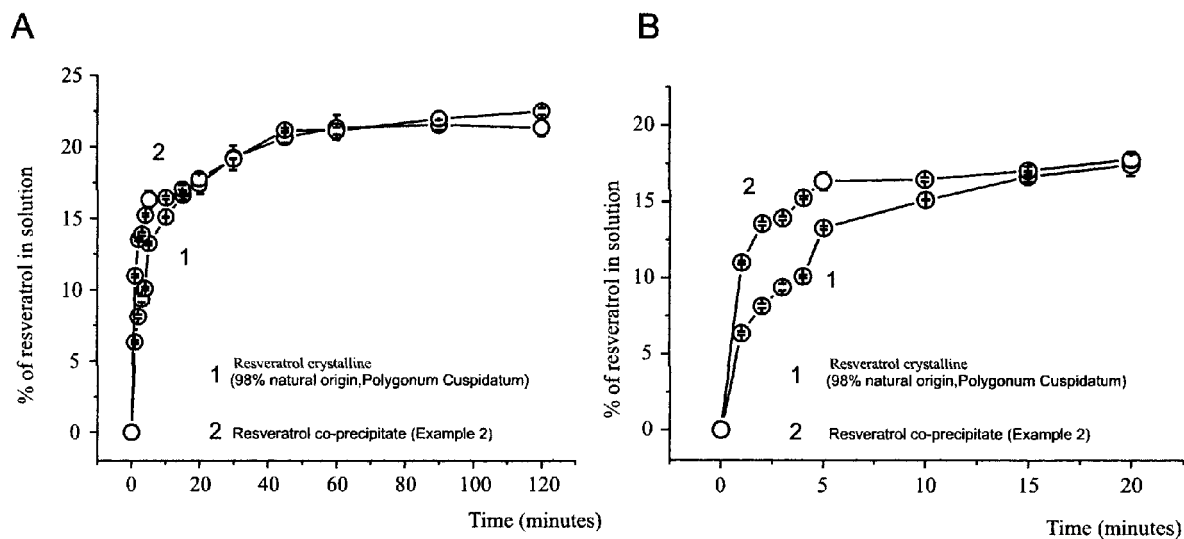 A
% of resveratrol in solution
25
20
15
10
5
0
2
1
1 Resveratrol crystalline
(98% natural origin,Polygonum Cuspidatum)
2 Resveratrol co-precipitate (Example 2)
0 20 40 60 80 100 120
Time (minutes)
B
% of resveratrol in solution
20
15
10
5
0
2
1
1 Resveratrol crystalline
(98% natural origin,Polygonum Cuspidatum)
2 Resveratrol co-precipitate (Example 2)
0 5 10 15 20
Time (minutes)